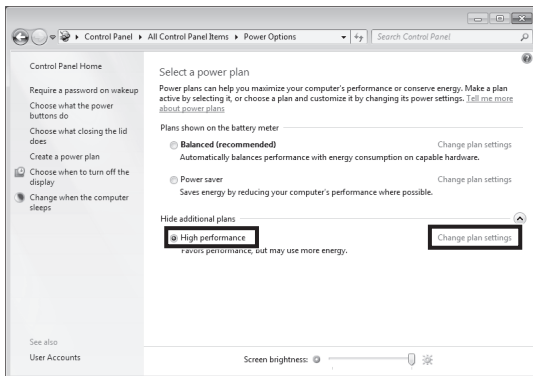 Control Panel ▸ All Control Panel Items ▸ Power Options
Search Control Panel
Control Panel Home
Require a password on wakeup
Choose what the power
buttons do
Choose what closing the lid
does
Create a power plan
Choose when to turn off the
display
Change when the computer
sleeps
See also
User Accounts
Select a power plan
Power plans can help you maximize your computer's performance or conserve energy. Make a plan
active by selecting it, or choose a plan and customize it by changing its power settings. Tell me more
about power plans
Plans shown on the battery meter
Balanced (recommended) Change plan settings
Automatically balances performance with energy consumption on capable hardware.
Power saver Change plan settings
Saves energy by reducing your computer's performance where possible.
Hide additional plans
High performance Change plan settings
Favors performance, but may use more energy.
Screen brightness: